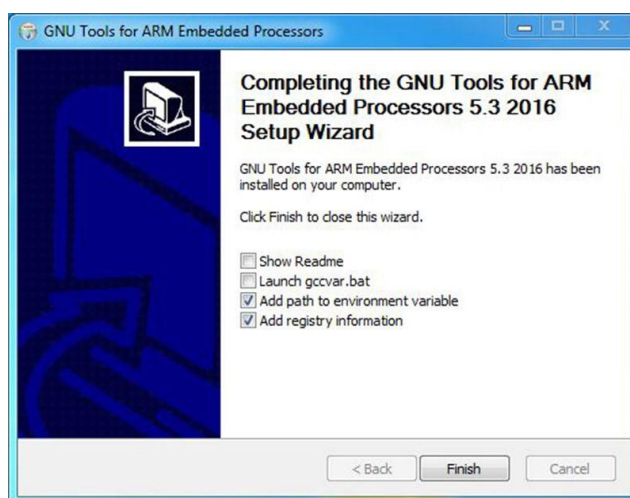 GNU Tools for ARM Embedded Processors
Completing the GNU Tools for ARM
Embedded Processors 5.3 2016
Setup Wizard
GNU Tools for ARM Embedded Processors 5.3 2016 has been
installed on your computer.
Click Finish to close this wizard.
Show Readme
Launch gccvar.bat
Add path to environment variable
Add registry information
< Back
Finish
Cancel